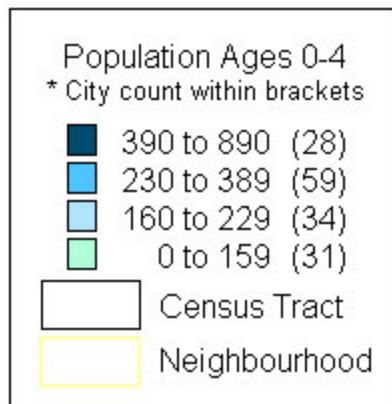 Population Ages 0-4
* City count within brackets
390 to 890 (28)
230 to 389 (59)
160 to 229 (34)
0 to 159 (31)
Census Tract
Neighbourhood